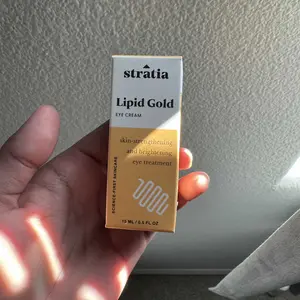 stratia
Lipid Gold
EYE CREAM
skin-strengthening
and brightening
eye treatment
SCIENCE-FIRST SKINCARE
15 ML / 0.5 FL OZ